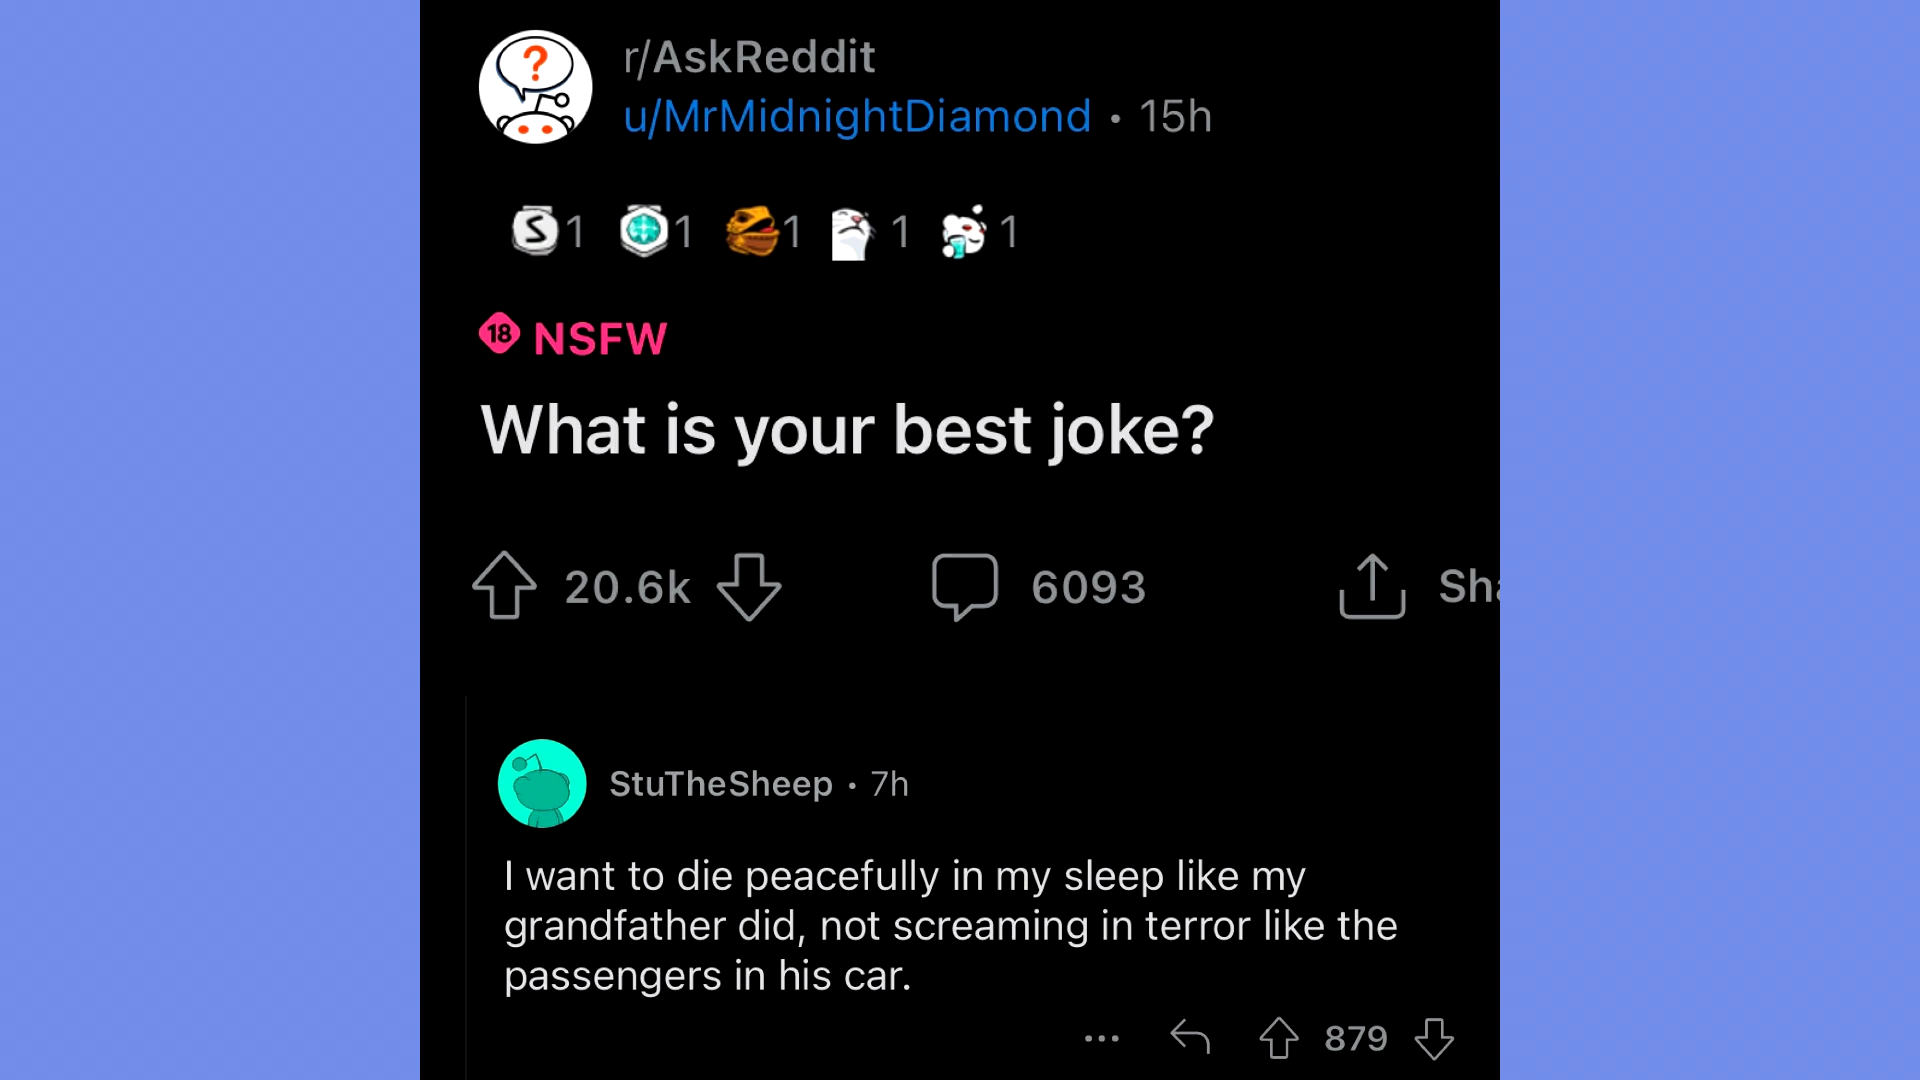 r/AskReddit
u/MrMidnightDiamond • 15h
S 1 1 1 1 1
18 NSFW
What is your best joke?
20.6k 6093 Sha
StuTheSheep • 7h
I want to die peacefully in my sleep like my
grandfather did, not screaming in terror like the
passengers in his car.
... 879